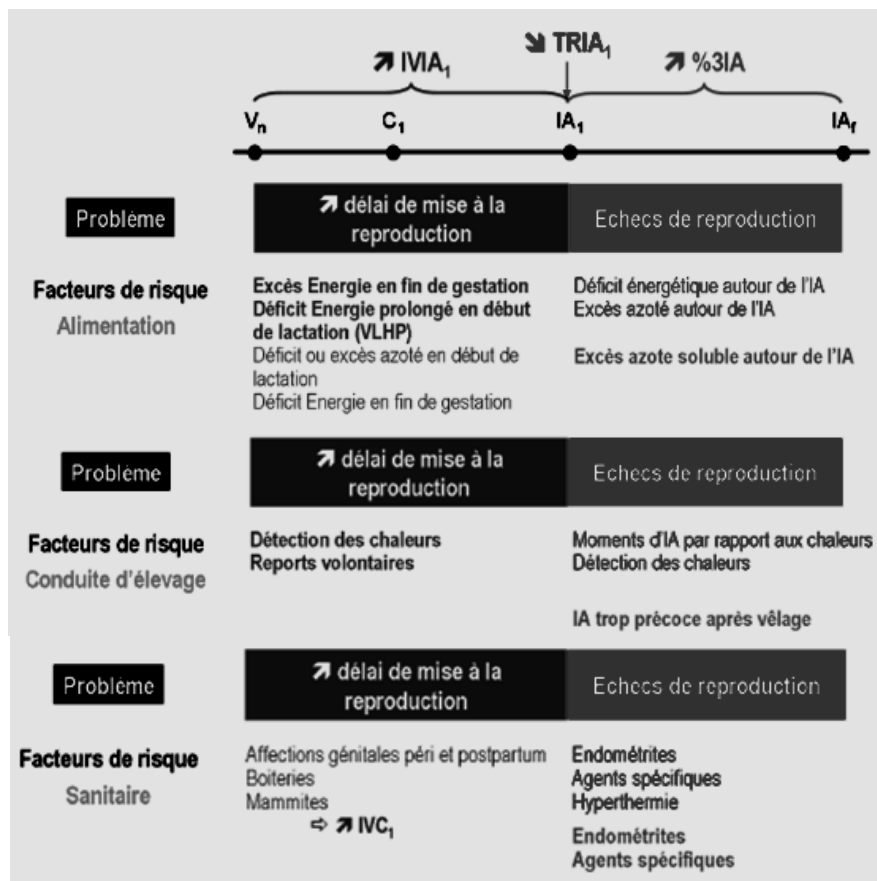 ↘ TRIA₁
↗ IVIA₁
↗ %3IA
Vₙ C₁ IA₁ IAf
Problème
↗ délai de mise à la
reproduction
Echecs de reproduction
Facteurs de risque
Alimentation
Excès Energie en fin de gestation
Déficit Energie prolongé en début
de lactation (VLHP)
Déficit ou excès azoté en début de
lactation
Déficit Energie en fin de gestation
Déficit énergétique autour de l'IA
Excès azoté autour de l'IA
Excès azote soluble autour de l'IA
Problème
↗ délai de mise à la
reproduction
Echecs de reproduction
Facteurs de risque
Conduite d'élevage
Détection des chaleurs
Reports volontaires
Moments d'IA par rapport aux chaleurs
Détection des chaleurs
IA trop précoce après vêlage
Problème
↗ délai de mise à la
reproduction
Echecs de reproduction
Facteurs de risque
Sanitaire
Affections génitales péri et postpartum
Boiteries
Mammites
⇨ ↗ IVC₁
Endométrites
Agents spécifiques
Hyperthermie
Endométrites
Agents spécifiques